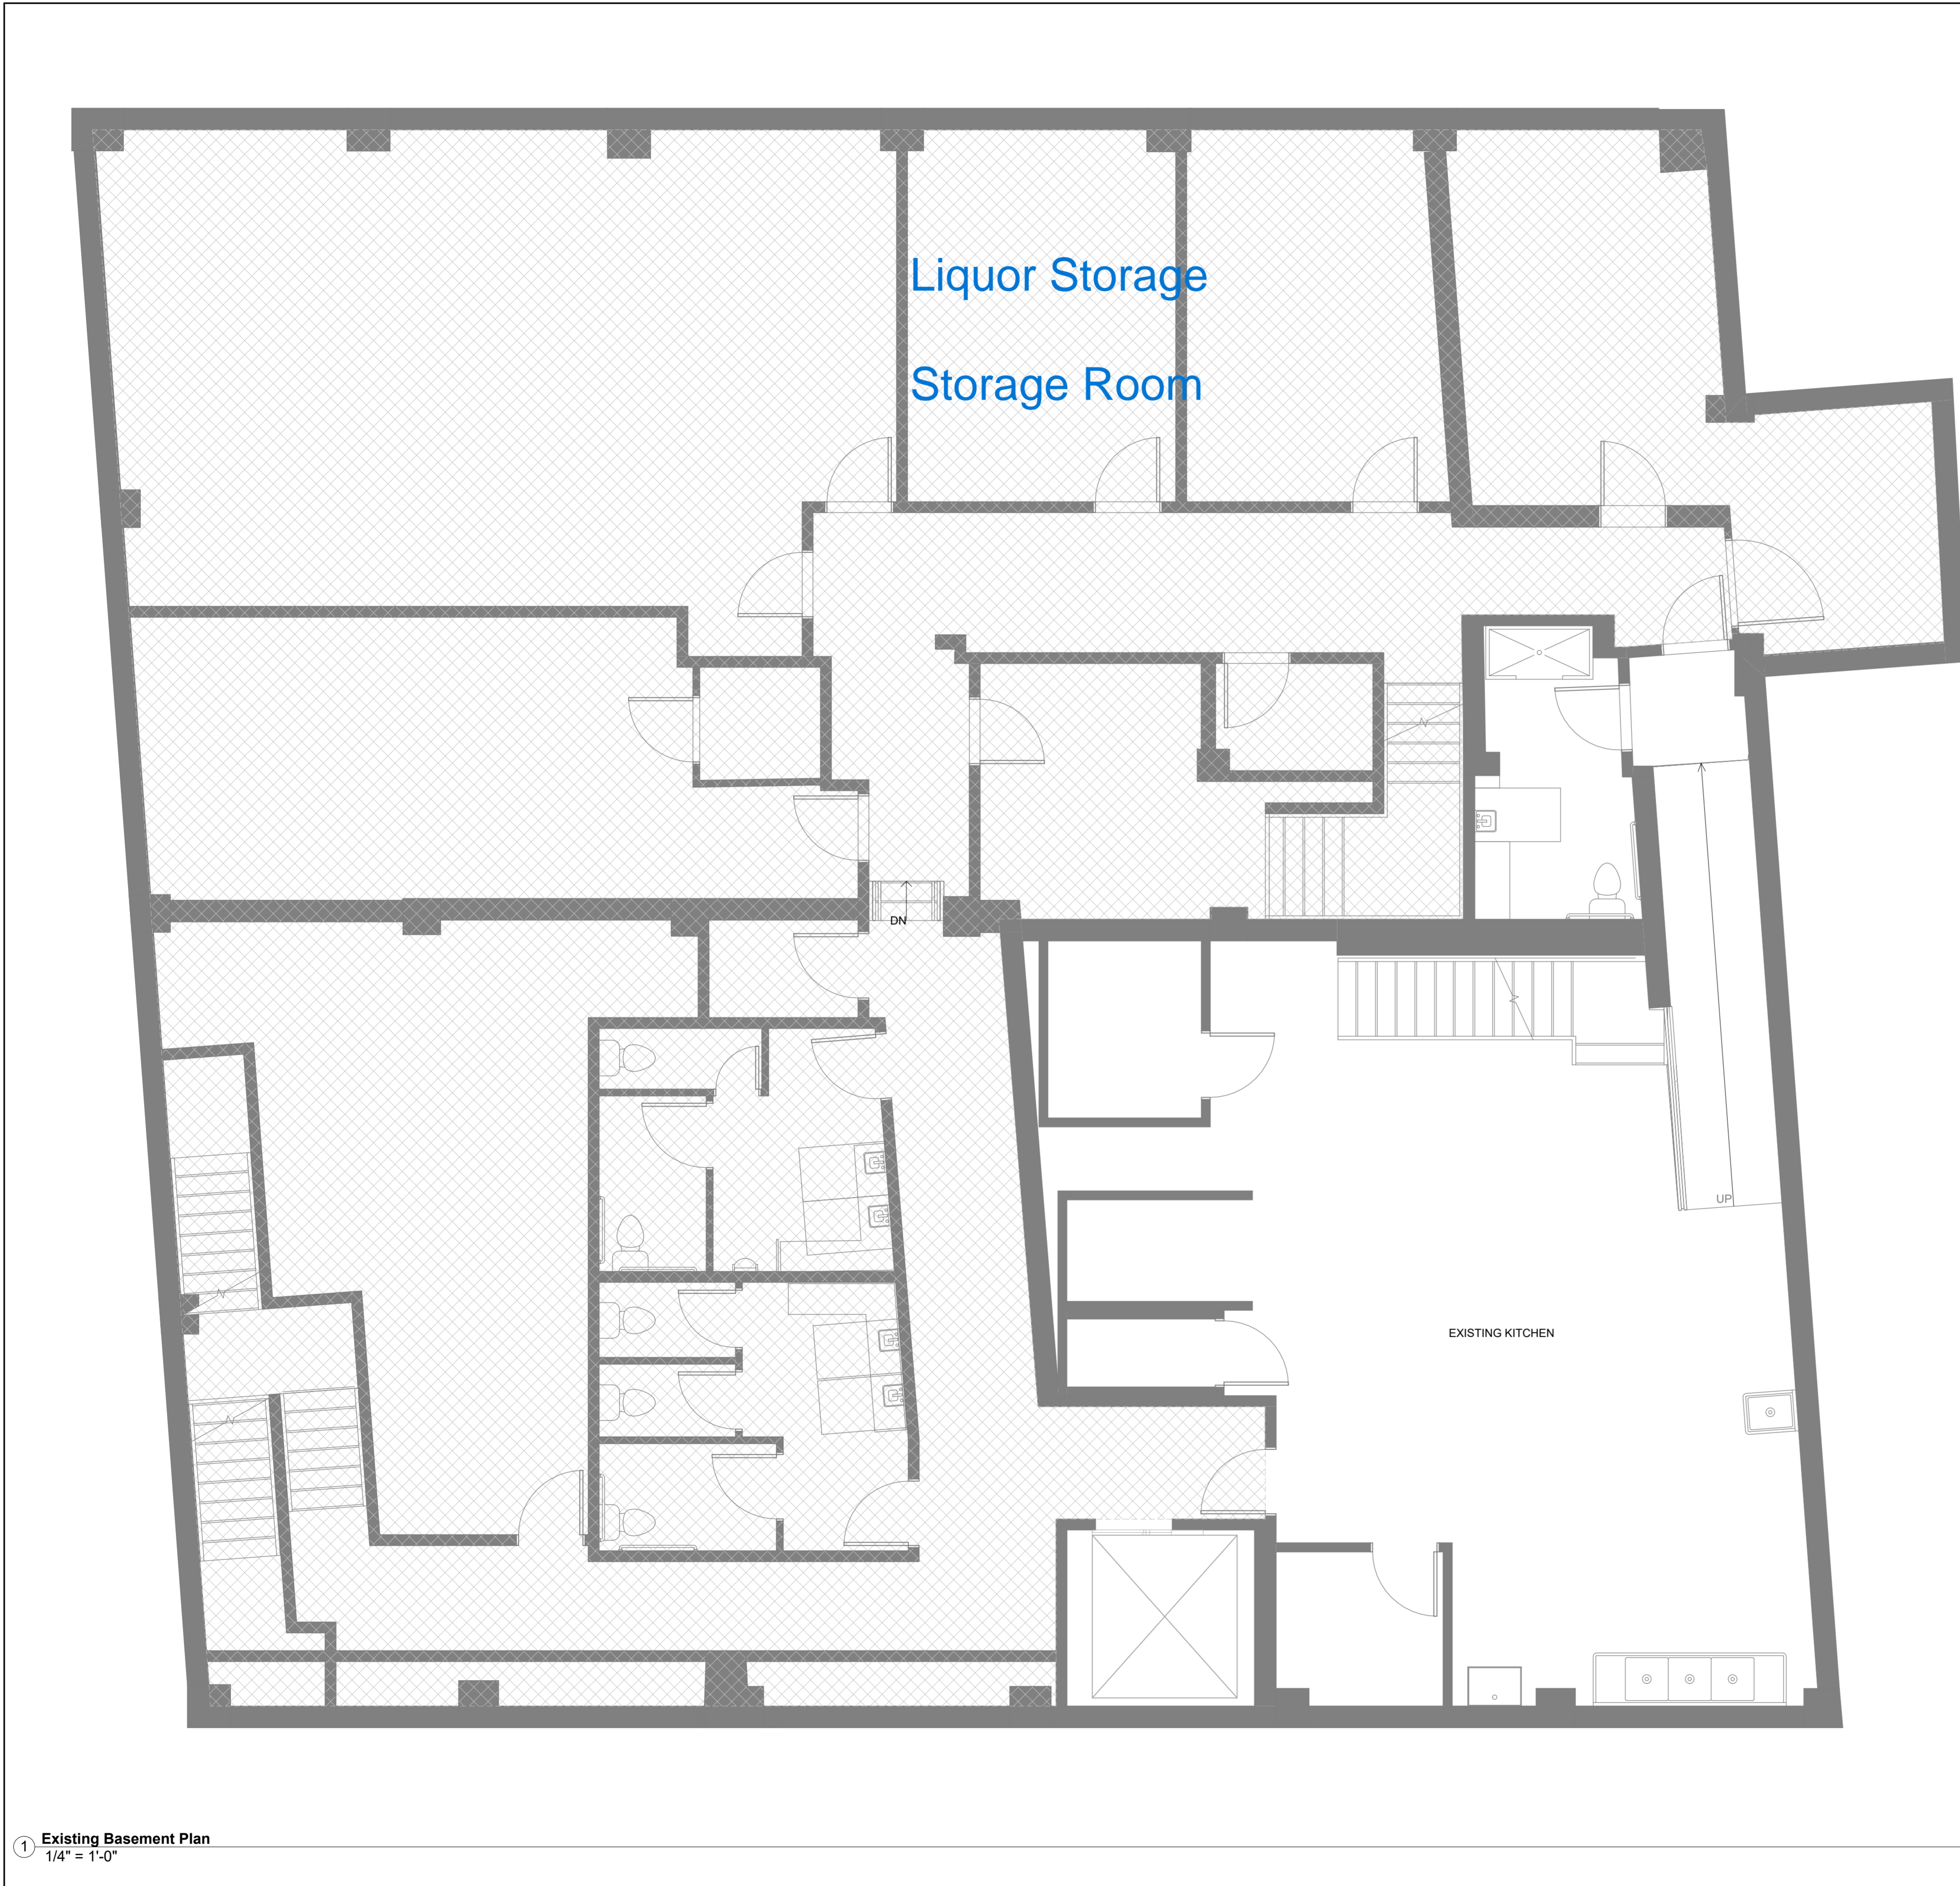 Liquor Storage
Storage Room
DN
UP
EXISTING KITCHEN
1 Existing Basement Plan
1/4" = 1'-0"